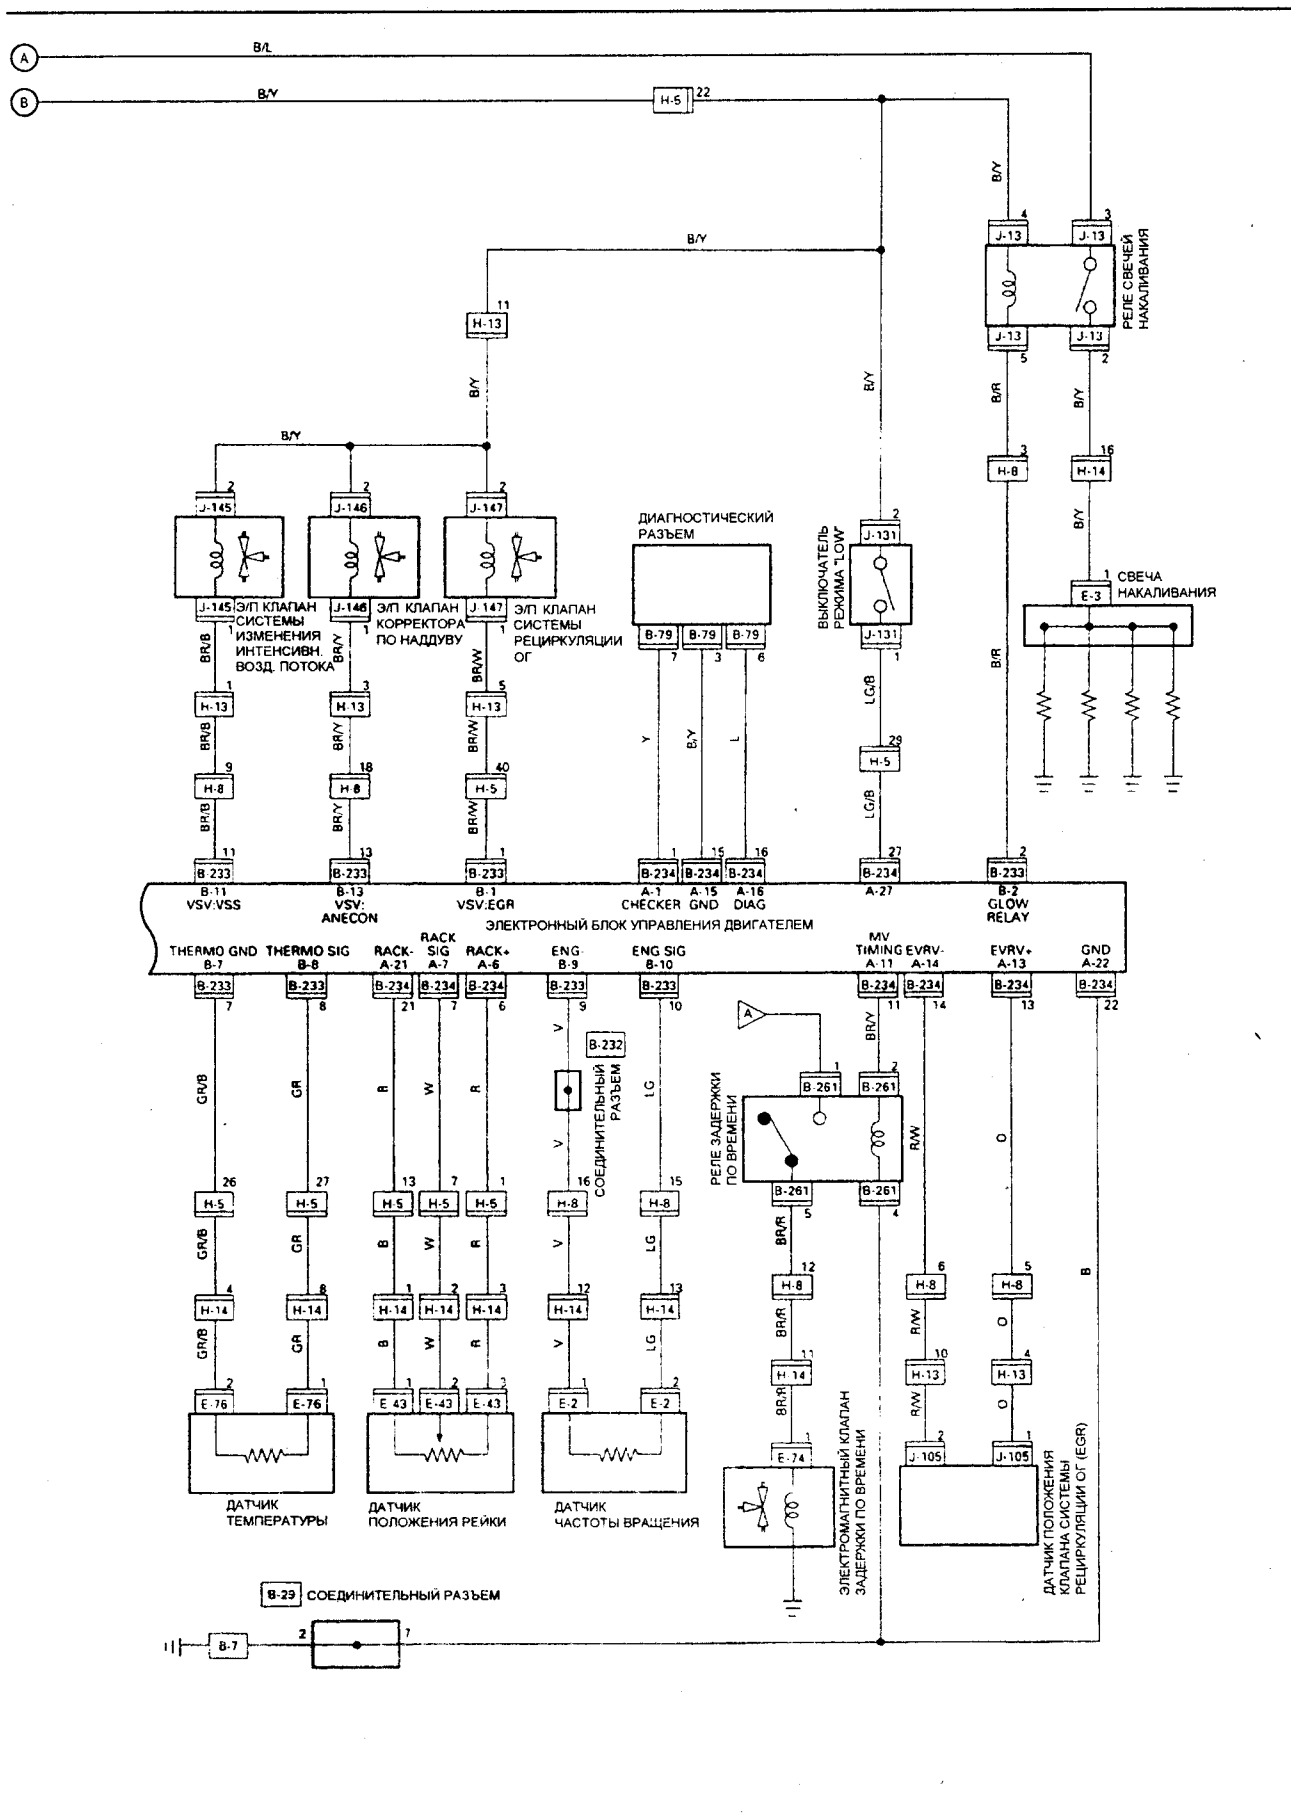 A
B/L
B
B/Y
H-5
22
B/Y
4
3
J-13
J-13
РЕЛЕ СВЕЧЕЙ
НАКАЛИВАНИЯ
B/Y
11
H-13
J-13
J-13
5
2
B/Y
B/Y
B/R
B/Y
B/Y
3
16
H-8
H-14
2
2
2
J-145
J-146
J-147
B/Y
ДИАГНОСТИЧЕСКИЙ
РАЗЪЕМ
ВЫКЛЮЧАТЕЛЬ
РЕЖИМА "LOW"
2
J-131
1
E-3
СВЕЧА
НАКАЛИВАНИЯ
J-145
J-146
J-147
1
1
1
Э/П КЛАПАН
СИСТЕМЫ
ИЗМЕНЕНИЯ
ИНТЕНСИВН.
ВОЗД. ПОТОКА
Э/П КЛАПАН
КОРРЕКТОРА
ПО НАДДУВУ
Э/П КЛАПАН
СИСТЕМЫ
РЕЦИРКУЛЯЦИИ
ОГ
B-79
B-79
B-79
7
3
6
J-131
1
BR/B
BR/Y
BR/W
LG/B
B/R
1
3
5
H-13
H-13
H-13
BR/B
BR/Y
BR/W
Y
B/Y
L
29
H-5
9
18
40
H-8
H-8
H-5
BR/B
BR/Y
BR/W
LG/B
11
13
1
1
15
16
27
2
B-233
B-233
B-233
B-234
B-234
B-234
B-234
B-233
B-11
VSV:VSS
B-13
VSV:
ANECON
B-1
VSV:EGR
A-1
CHECKER
A-15
GND
A-16
DIAG
A-27
B-2
GLOW
RELAY
ЭЛЕКТРОННЫЙ БЛОК УПРАВЛЕНИЯ ДВИГАТЕЛЕМ
THERMO GND
B-7
THERMO SIG
B-8
RACK-
A-21
RACK
SIG
A-7
RACK+
A-6
ENG-
B-9
ENG SIG
B-10
MV
TIMING
A-11
EVRV-
A-14
EVRV+
A-13
GND
A-22
B-233
B-233
B-234
B-234
B-234
B-233
B-233
B-234
B-234
B-234
B-234
7
8
21
7
6
9
10
11
14
13
22
A
V
B-232
СОЕДИНИТЕЛЬНЫЙ
РАЗЪЕМ
BR/Y
1
2
B-261
B-261
GR/B
GR
B
W
R
LG
РЕЛЕ ЗАДЕРЖКИ
ПО ВРЕМЕНИ
V
R/W
O
26
27
13
7
1
16
15
H-5
H-5
H-5
H-5
H-5
H-8
H-8
B-261
B-261
5
4
GR/B
GR
B
W
R
V
LG
BR/R
B
12
6
5
H-8
H-8
H-8
4
8
1
2
3
12
13
H-14
H-14
H-14
H-14
H-14
H-14
H-14
GR/B
GR
B
W
R
V
LG
BR/R
R/W
O
11
10
4
H-14
H-13
H-13
2
1
1
2
3
1
2
E-76
E-76
E-43
E-43
E-43
E-2
E-2
BR/R
R/W
O
1
2
1
E-74
J-105
J-105
ДАТЧИК
ТЕМПЕРАТУРЫ
ДАТЧИК
ПОЛОЖЕНИЯ РЕЙКИ
ДАТЧИК
ЧАСТОТЫ ВРАЩЕНИЯ
ЭЛЕКТРОМАГНИТНЫЙ КЛАПАН
ЗАДЕРЖКИ ПО ВРЕМЕНИ
ДАТЧИК ПОЛОЖЕНИЯ
КЛАПАНА СИСТЕМЫ
РЕЦИРКУЛЯЦИИ ОГ (EGR)
B-29
СОЕДИНИТЕЛЬНЫЙ РАЗЪЕМ
B-7
2
7